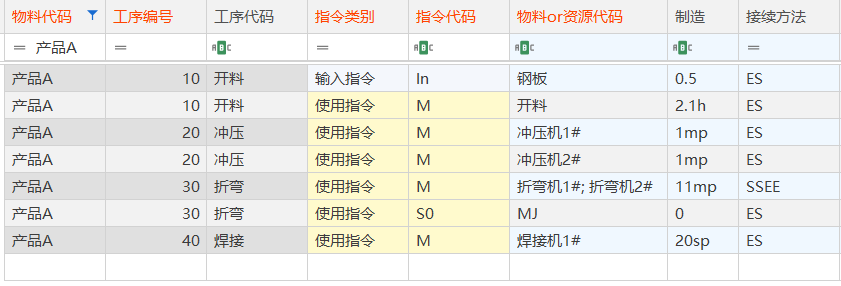 物料代码 工序编号 工序代码 指令类别 指令代码 物料or资源代码 制造 接续方法
= 产品A = ABC = ABC ABC ABC =
产品A 10 开料 输入指令 In 钢板 0.5 ES
产品A 10 开料 使用指令 M 开料 2.1h ES
产品A 20 冲压 使用指令 M 冲压机1# 1mp ES
产品A 20 冲压 使用指令 M 冲压机2# 1mp ES
产品A 30 折弯 使用指令 M 折弯机1#; 折弯机2# 11mp SSEE
产品A 30 折弯 使用指令 S0 MJ 0 ES
产品A 40 焊接 使用指令 M 焊接机1# 20sp ES